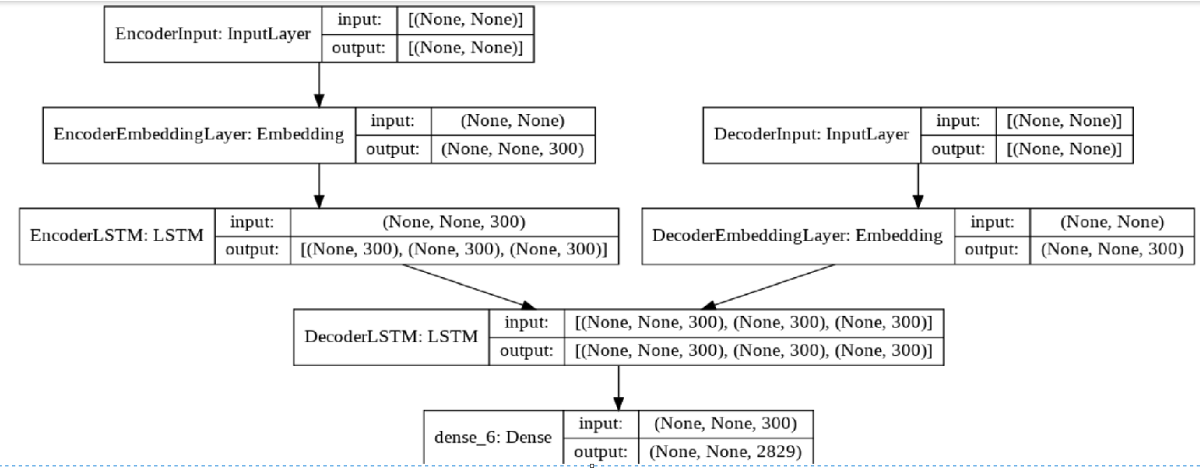 EncoderInput: InputLayer
input: [(None, None)]
output: [(None, None)]
EncoderEmbeddingLayer: Embedding
input: (None, None)
output: (None, None, 300)
DecoderInput: InputLayer
input: [(None, None)]
output: [(None, None)]
EncoderLSTM: LSTM
input: (None, None, 300)
output: [(None, 300), (None, 300), (None, 300)]
DecoderEmbeddingLayer: Embedding
input: (None, None)
output: (None, None, 300)
DecoderLSTM: LSTM
input: [(None, None, 300), (None, 300), (None, 300)]
output: [(None, None, 300), (None, 300), (None, 300)]
dense_6: Dense
input: (None, None, 300)
output: (None, None, 2829)